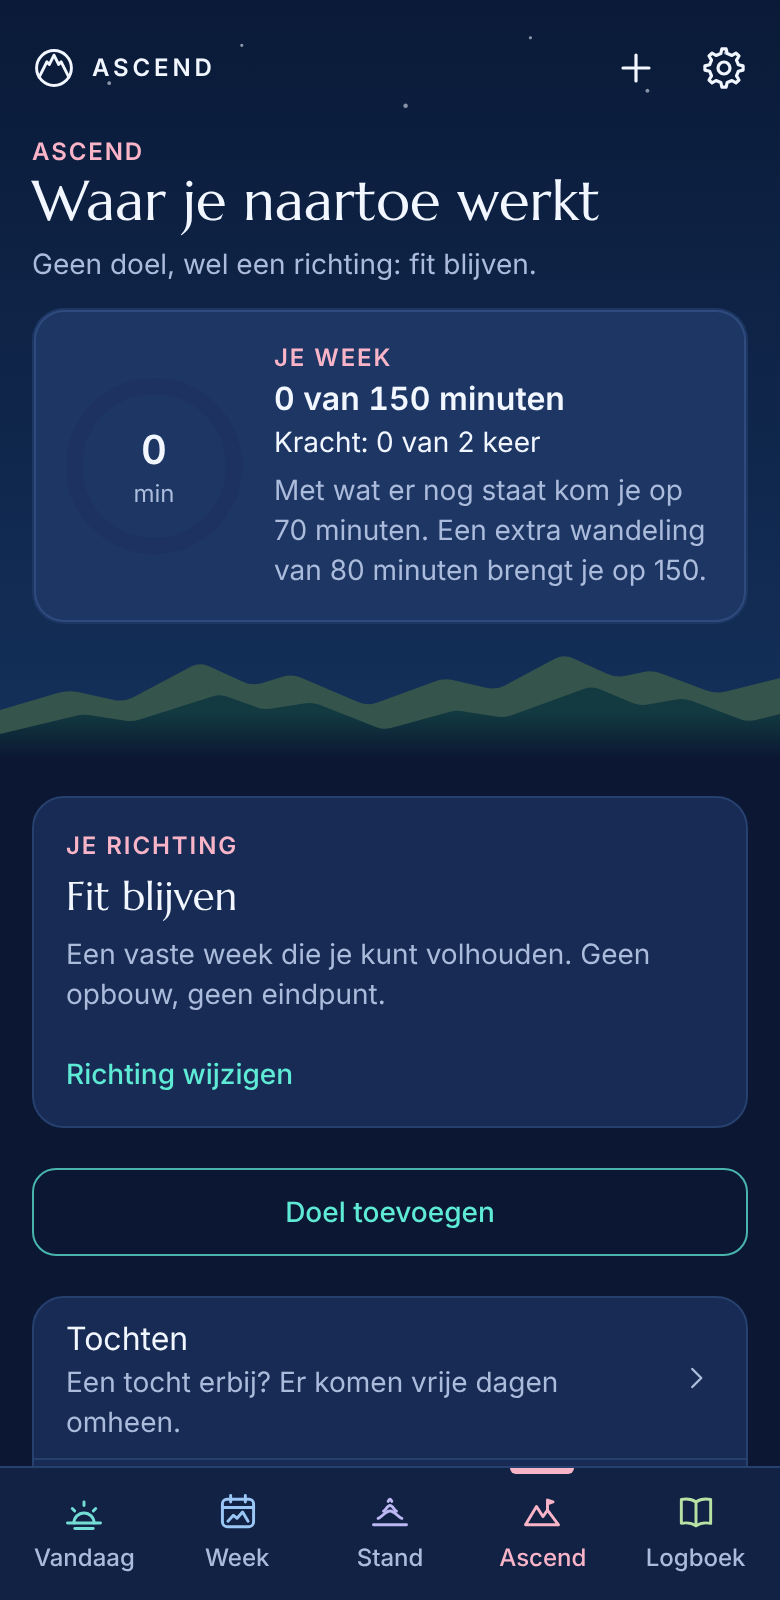 ASCEND
ASCEND
Waar je naartoe werkt
Geen doel, wel een richting: fit blijven.
0
min
JE WEEK
0 van 150 minuten
Kracht: 0 van 2 keer
Met wat er nog staat kom je op
70 minuten. Een extra wandeling
van 80 minuten brengt je op 150.
JE RICHTING
Fit blijven
Een vaste week die je kunt volhouden. Geen
opbouw, geen eindpunt.
Richting wijzigen
Doel toevoegen
Tochten
Een tocht erbij? Er komen vrije dagen
omheen.
Vandaag
Week
Stand
Ascend
Logboek